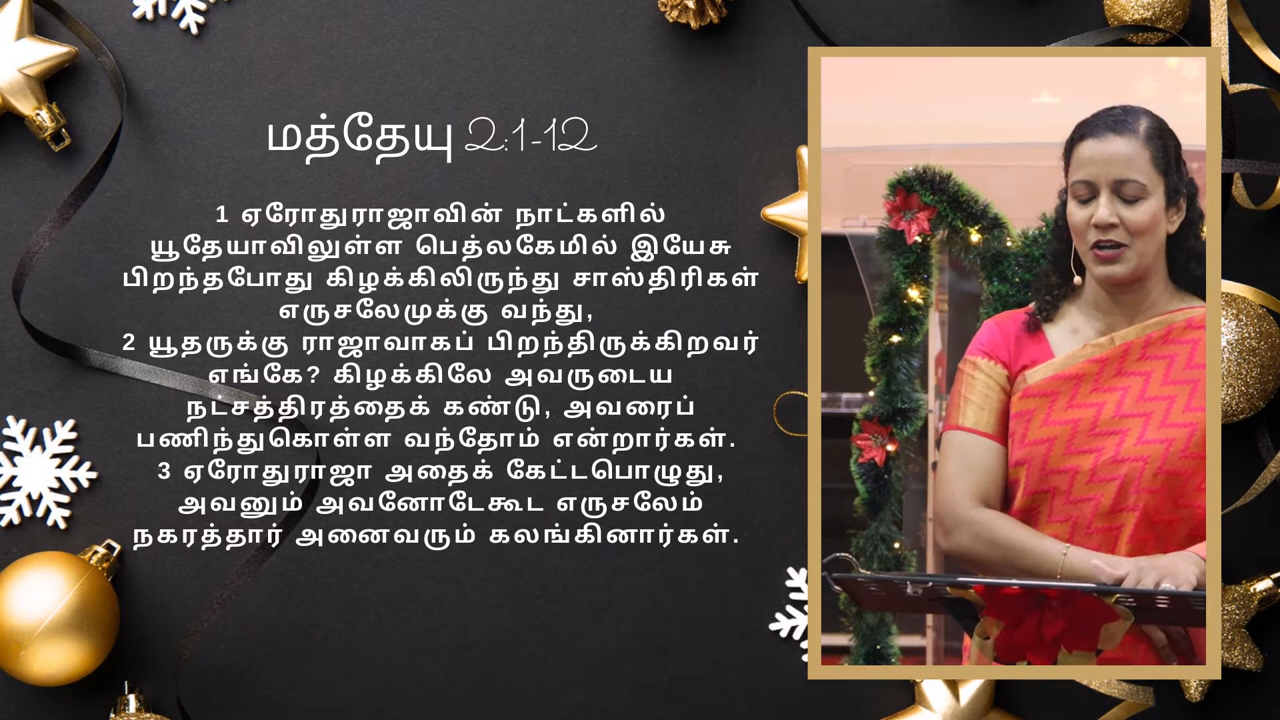 மத்தேயு 2:1-12
1 ஏரோதுராஜாவின் நாட்களில்
யூதேயாவிலுள்ள பெத்லகேமில் இயேசு
பிறந்தபோது கிழக்கிலிருந்து சாஸ்திரிகள்
எருசலேமுக்கு வந்து,
2 யூதருக்கு ராஜாவாகப் பிறந்திருக்கிறவர்
எங்கே? கிழக்கிலே அவருடைய
நட்சத்திரத்தைக் கண்டு, அவரைப்
பணிந்துகொள்ள வந்தோம் என்றார்கள்.
3 ஏரோதுராஜா அதைக் கேட்டபொழுது,
அவனும் அவனோடேகூட எருசலேம்
நகரத்தார் அனைவரும் கலங்கினார்கள்.